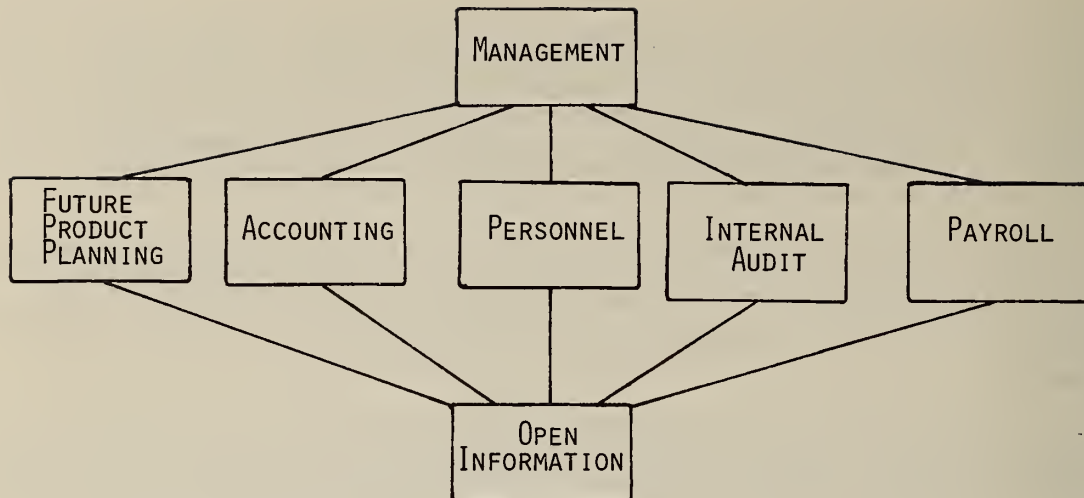 MANAGEMENT
FUTURE
PRODUCT
PLANNING
ACCOUNTING
PERSONNEL
INTERNAL
AUDIT
PAYROLL
OPEN
INFORMATION